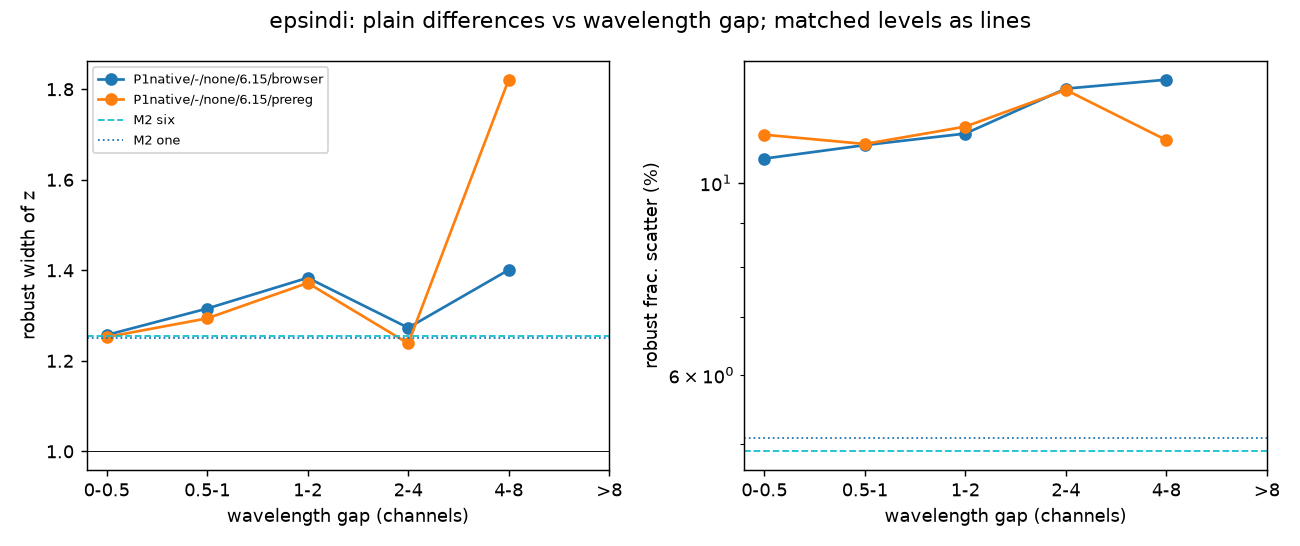 epsindi: plain differences vs wavelength gap; matched levels as lines
P1native/-/none/6.15/browser
P1native/-/none/6.15/prereg
M2 six
M2 one
robust width of z
1.8
1.6
1.4
1.2
1.0
0-0.5 0.5-1 1-2 2-4 4-8 >8
wavelength gap (channels)
robust frac. scatter (%)
10¹
6 × 10⁰
0-0.5 0.5-1 1-2 2-4 4-8 >8
wavelength gap (channels)